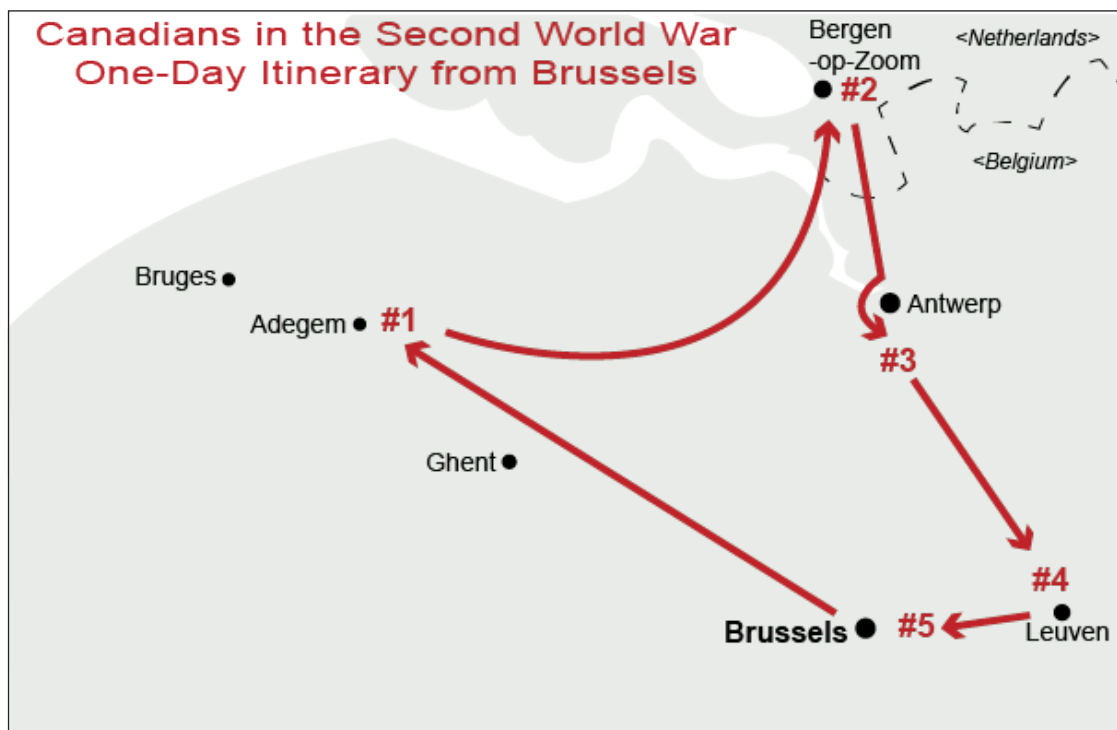 Canadians in the Second World War
One-Day Itinerary from Brussels
Bergen
-op-Zoom
#2
<Netherlands>
<Belgium>
Bruges
Adegem
#1
Antwerp
#3
Ghent
#4
Brussels
#5
Leuven